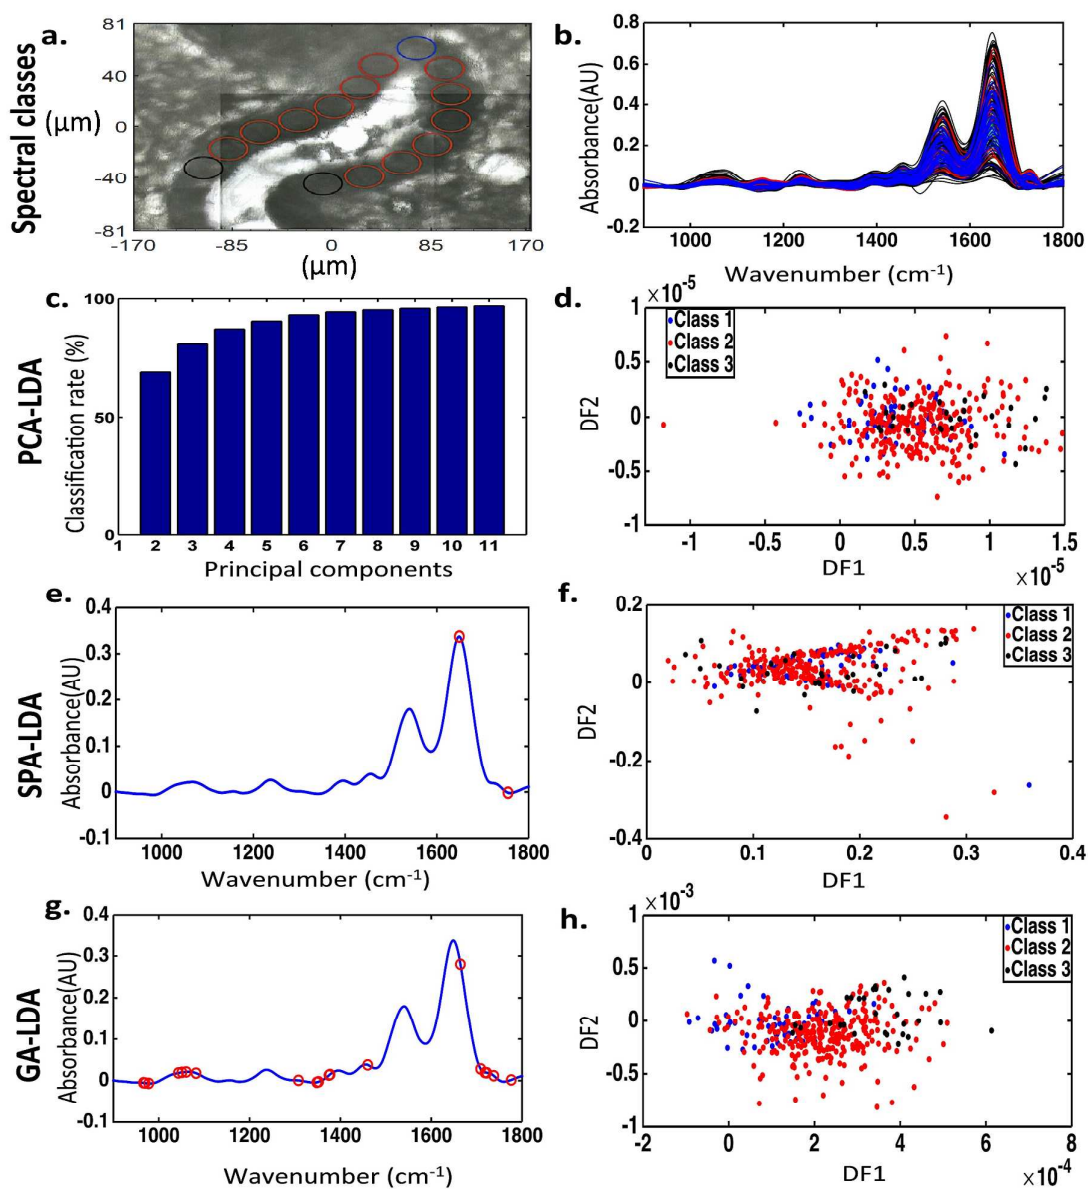 Spectral classes
a.
81
40
0
-40
-81
(µm)
-170 -85 0 85 170
(µm)
b.
0.8
0.6
0.4
0.2
0
-0.2
Absorbance(AU)
1000 1200 1400 1600 1800
Wavenumber (cm⁻¹)
PCA-LDA
c.
100
50
0
Classification rate (%)
1 2 3 4 5 6 7 8 9 10 11
Principal components
d.
1 ×10⁻⁵
0.5
0
-0.5
-1
DF2
Class 1
Class 2
Class 3
-1 -0.5 0 0.5 1 1.5
DF1
×10⁻⁵
SPA-LDA
e.
0.4
0.3
0.2
0.1
0
-0.1
Absorbance(AU)
1000 1200 1400 1600 1800
Wavenumber (cm⁻¹)
f.
0.2
0
-0.2
-0.4
DF2
Class 1
Class 2
Class 3
0 0.1 0.2 0.3 0.4
DF1
GA-LDA
g.
0.4
0.3
0.2
0.1
0
-0.1
Absorbance(AU)
1000 1200 1400 1600 1800
Wavenumber (cm⁻¹)
h.
1 ×10⁻³
0.5
0
-0.5
-1
DF2
Class 1
Class 2
Class 3
-2 0 2 4 6 8
DF1
×10⁻⁴